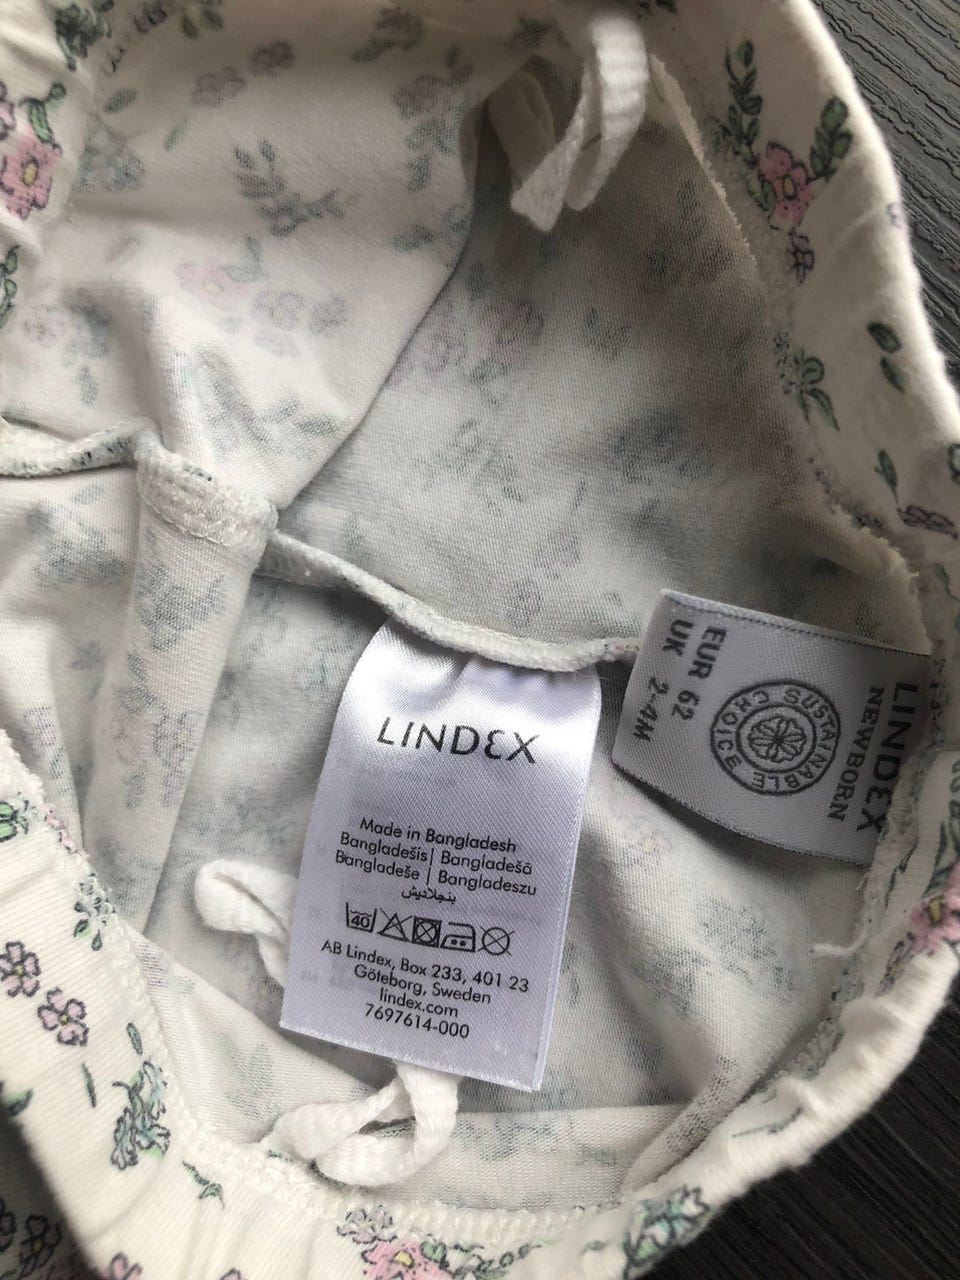 LINDEX
Made in Bangladesh
Bangladešis| Bangladešā
Bangladeše | Bangladeszu
بنجلاديش
40
AB Lindex, Box 233, 401 23
Göteborg, Sweden
lindex.com
7697614-000
LINDEX
NEWBORN
SUSTAINABLE CHOICE
EUR 62
UK 2-4M